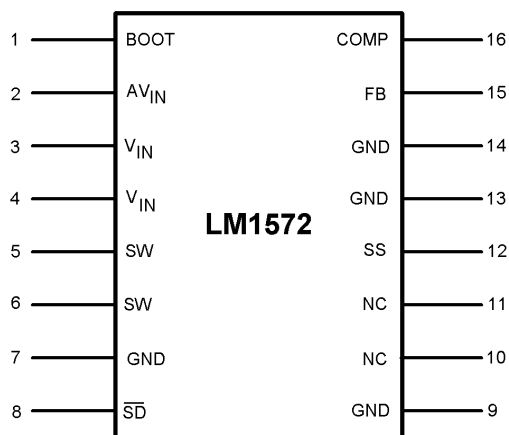 1 BOOT COMP 16
2 AVIN FB 15
3 VIN GND 14
4 VIN GND 13
LM1572
5 SW SS 12
6 SW NC 11
7 GND NC 10
8 S̅D̅ GND 9